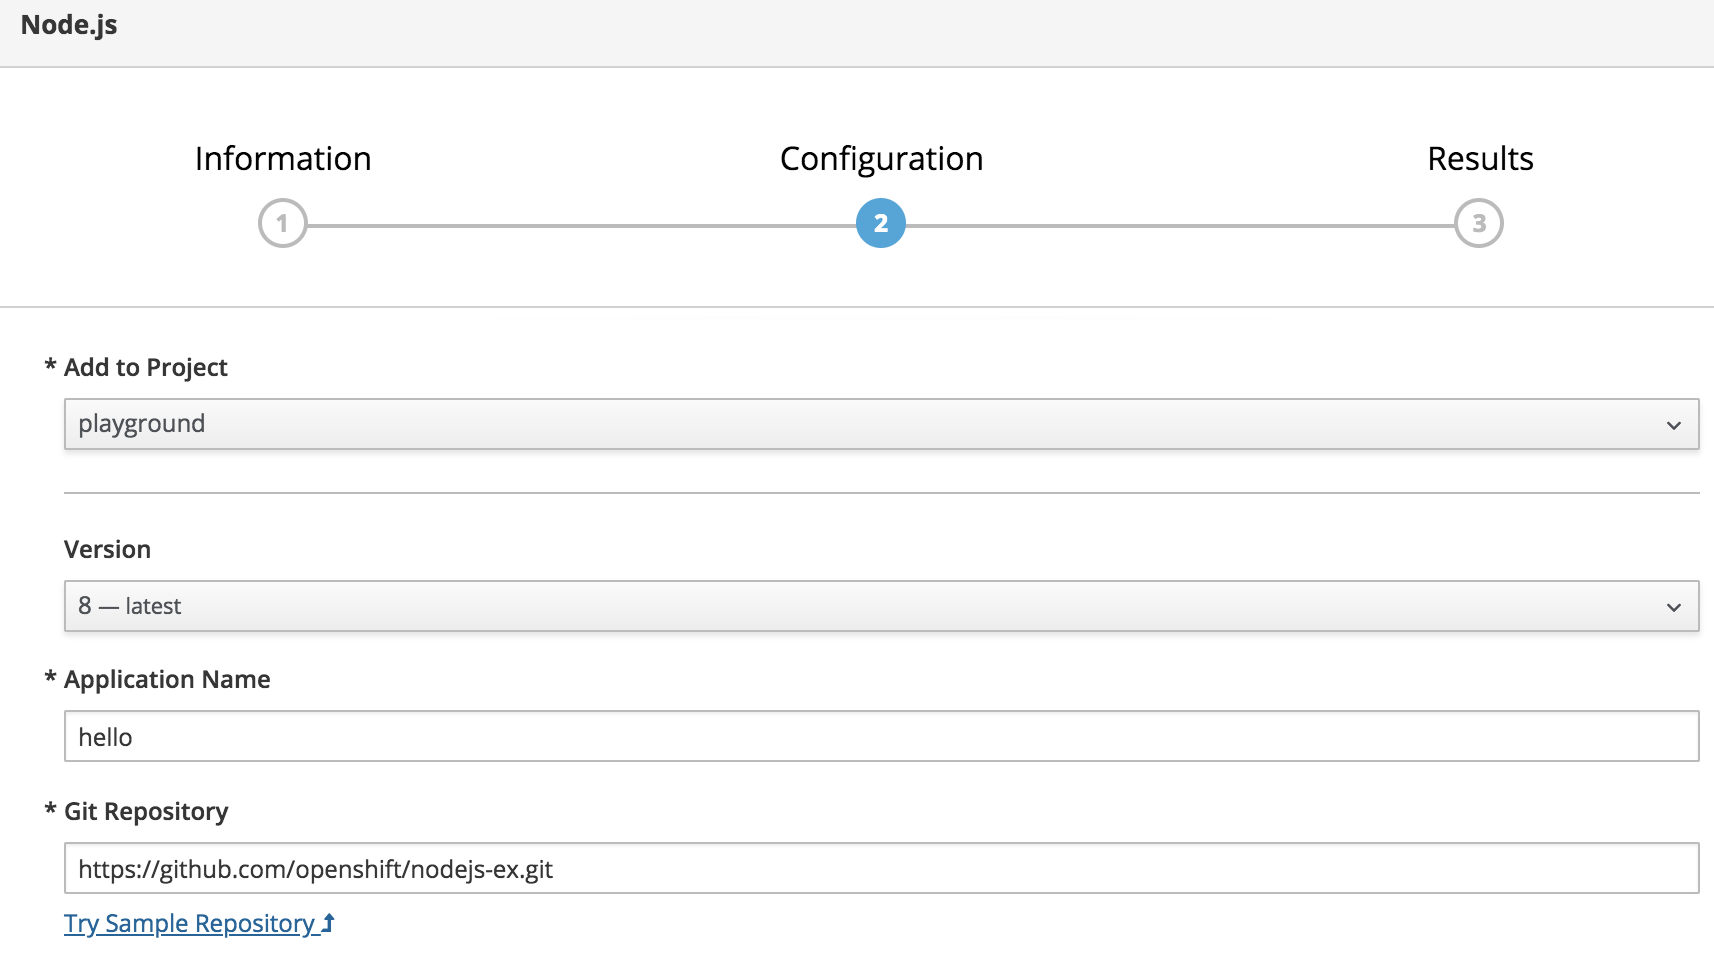 Node.js
Information
Configuration
Results
1
2
3
* Add to Project
playground
Version
8 — latest
* Application Name
hello
* Git Repository
https://github.com/openshift/nodejs-ex.git
Try Sample Repository